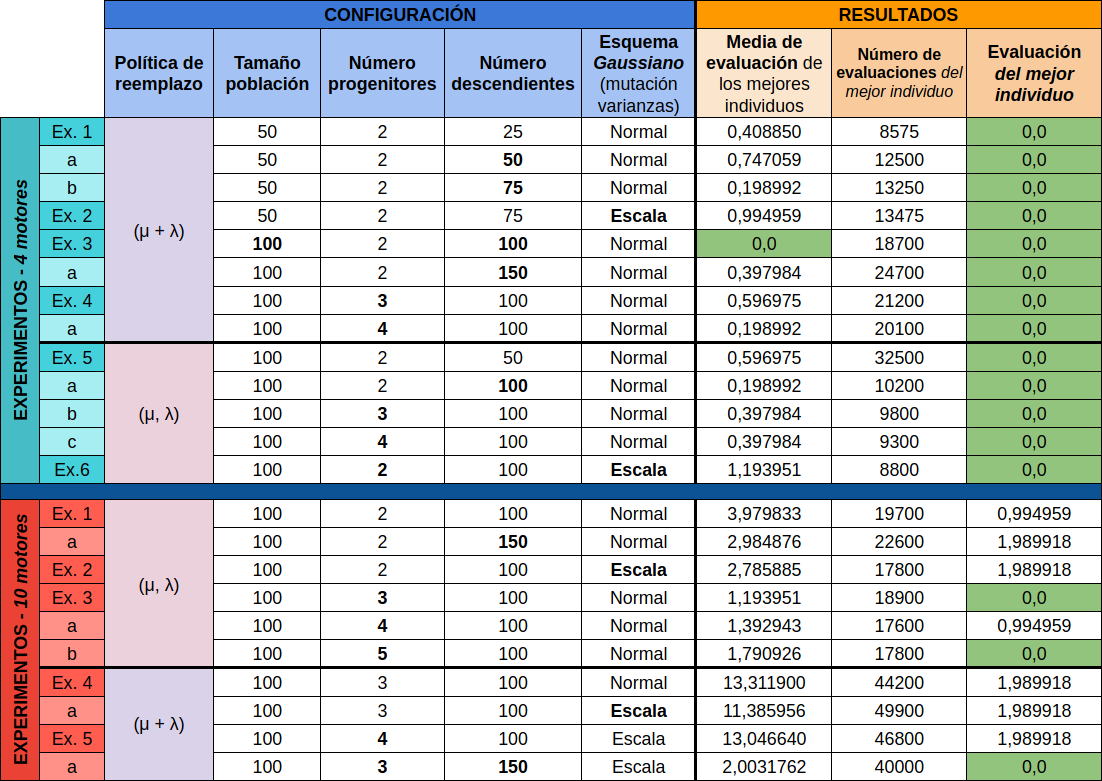 CONFIGURACIÓN RESULTADOS
Política de reemplazo Tamaño población Número progenitores Número descendientes Esquema Gaussiano (mutación varianzas) Media de evaluación de los mejores individuos Número de evaluaciones del mejor individuo Evaluación del mejor individuo
EXPERIMENTOS - 4 motores
(μ + λ)
Ex. 1 50 2 25 Normal 0,408850 8575 0,0
a 50 2 50 Normal 0,747059 12500 0,0
b 50 2 75 Normal 0,198992 13250 0,0
Ex. 2 50 2 75 Escala 0,994959 13475 0,0
Ex. 3 100 2 100 Normal 0,0 18700 0,0
a 100 2 150 Normal 0,397984 24700 0,0
Ex. 4 100 3 100 Normal 0,596975 21200 0,0
a 100 4 100 Normal 0,198992 20100 0,0
(μ, λ)
Ex. 5 100 2 50 Normal 0,596975 32500 0,0
a 100 2 100 Normal 0,198992 10200 0,0
b 100 3 100 Normal 0,397984 9800 0,0
c 100 4 100 Normal 0,397984 9300 0,0
Ex.6 100 2 100 Escala 1,193951 8800 0,0
EXPERIMENTOS - 10 motores
(μ, λ)
Ex. 1 100 2 100 Normal 3,979833 19700 0,994959
a 100 2 150 Normal 2,984876 22600 1,989918
Ex. 2 100 2 100 Escala 2,785885 17800 1,989918
Ex. 3 100 3 100 Normal 1,193951 18900 0,0
a 100 4 100 Normal 1,392943 17600 0,994959
b 100 5 100 Normal 1,790926 17800 0,0
(μ + λ)
Ex. 4 100 3 100 Normal 13,311900 44200 1,989918
a 100 3 100 Escala 11,385956 49900 1,989918
Ex. 5 100 4 100 Escala 13,046640 46800 1,989918
a 100 3 150 Escala 2,0031762 40000 0,0